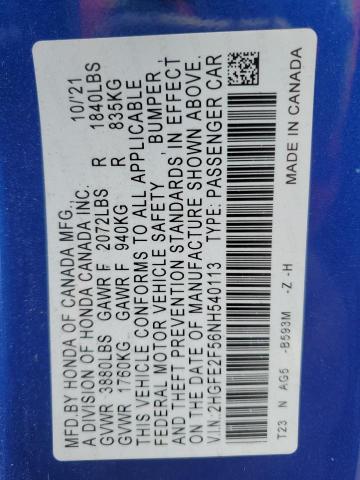 MFD.BY HONDA OF CANADA MFG., 10/'21
A DIVISION OF HONDA CANADA INC.
GVWR 3880LBS GAWR F 2072LBS R 1840LBS
GVWR 1760KG GAWR F 940KG R 835KG
THIS VEHICLE CONFORMS TO ALL APPLICABLE
FEDERAL MOTOR VEHICLE SAFETY, BUMPER,
AND THEFT PREVENTION STANDARDS IN EFFECT
ON THE DATE OF MANUFACTURE SHOWN ABOVE.
V.I.N.:2HGFE2F56NH540113 TYPE: PASSENGER CAR
T23 N AG5 -B593M -Z -H MADE IN CANADA